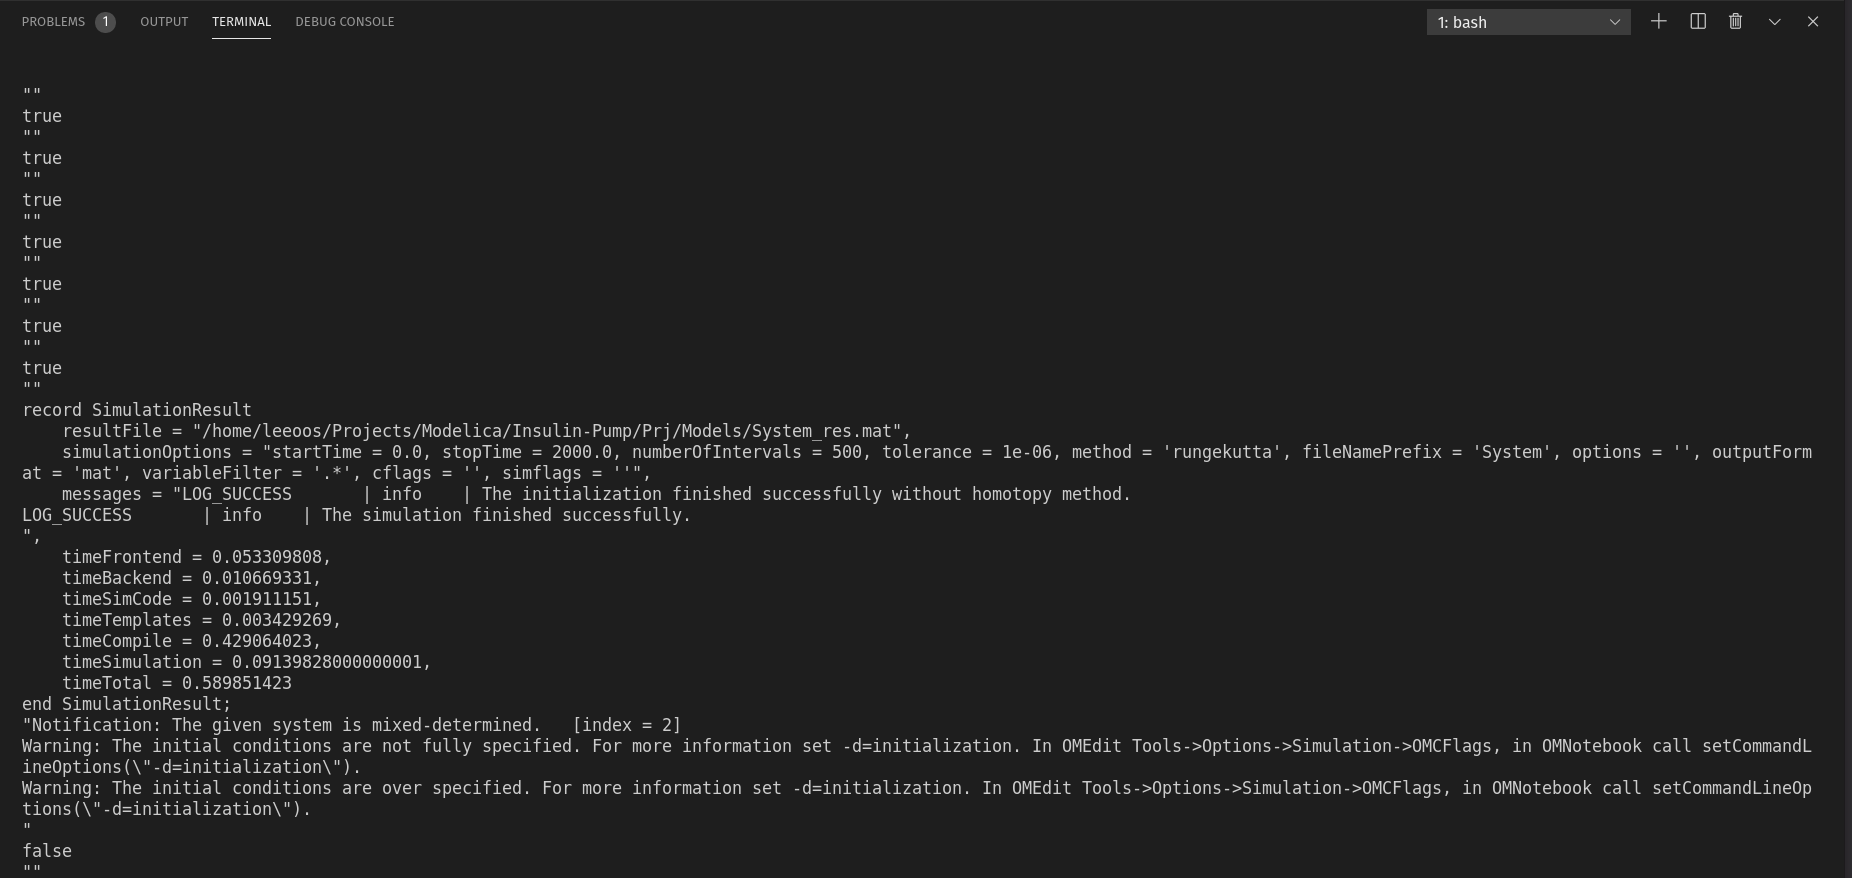 PROBLEMS 1 OUTPUT TERMINAL DEBUG CONSOLE 1: bash
""
true
""
true
""
true
""
true
""
true
""
true
""
true
""
record SimulationResult
    resultFile = "/home/leeoos/Projects/Modelica/Insulin-Pump/Prj/Models/System_res.mat",
    simulationOptions = "startTime = 0.0, stopTime = 2000.0, numberOfIntervals = 500, tolerance = 1e-06, method = 'rungekutta', fileNamePrefix = 'System', options = '', outputForm
at = 'mat', variableFilter = '.*', cflags = '', simflags = ''",
    messages = "LOG_SUCCESS       | info    | The initialization finished successfully without homotopy method.
LOG_SUCCESS       | info    | The simulation finished successfully.
",
    timeFrontend = 0.053309808,
    timeBackend = 0.010669331,
    timeSimCode = 0.001911151,
    timeTemplates = 0.003429269,
    timeCompile = 0.429064023,
    timeSimulation = 0.09139828000000001,
    timeTotal = 0.589851423
end SimulationResult;
"Notification: The given system is mixed-determined.   [index = 2]
Warning: The initial conditions are not fully specified. For more information set -d=initialization. In OMEdit Tools->Options->Simulation->OMCFlags, in OMNotebook call setCommandL
ineOptions(\"-d=initialization\").
Warning: The initial conditions are over specified. For more information set -d=initialization. In OMEdit Tools->Options->Simulation->OMCFlags, in OMNotebook call setCommandLineOp
tions(\"-d=initialization\").
"
false
""